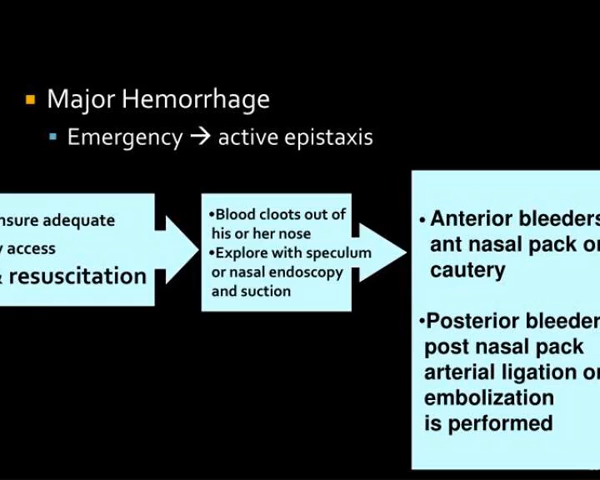 Major Hemorrhage
Emergency → active epistaxis
nsure adequate
y access
& resuscitation
•Blood cloots out of
his or her nose
•Explore with speculum
or nasal endoscopy
and suction
• Anterior bleeders
ant nasal pack or
cautery
•Posterior bleeder
post nasal pack
arterial ligation or
embolization
is performed